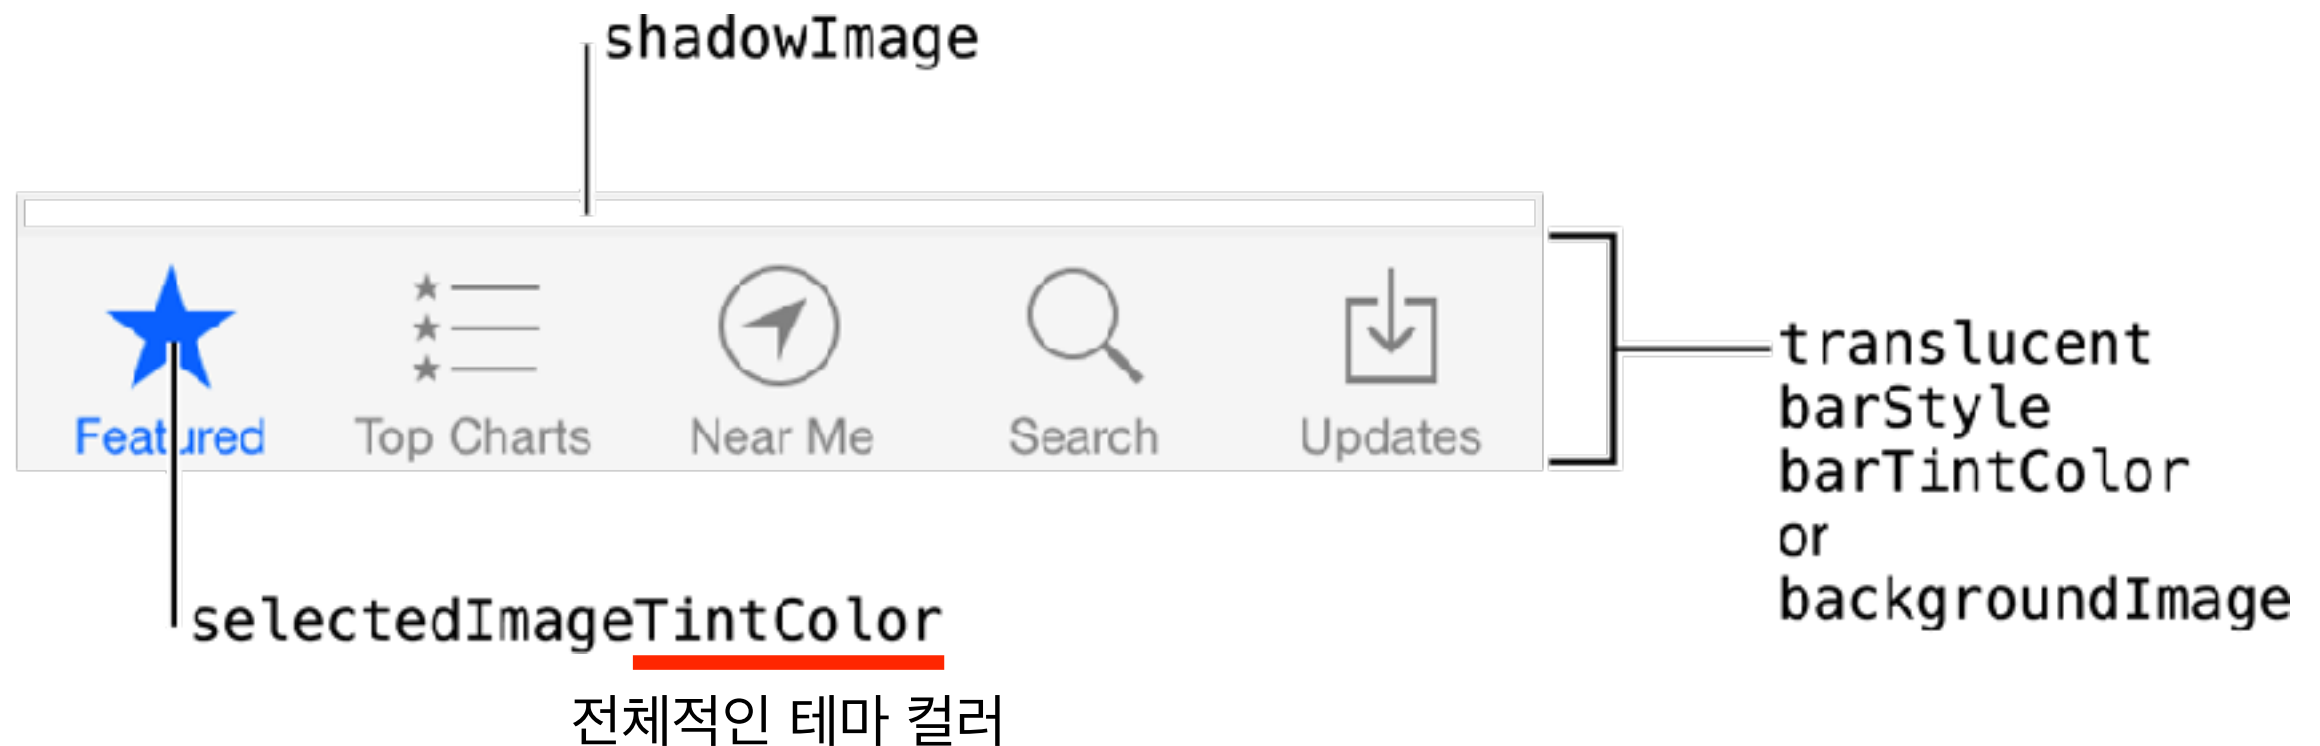 shadowImage
Featured
Top Charts
Near Me
Search
Updates
translucent
barStyle
barTintColor
or
backgroundImage
selectedImageTintColor
전체적인 테마 컬러